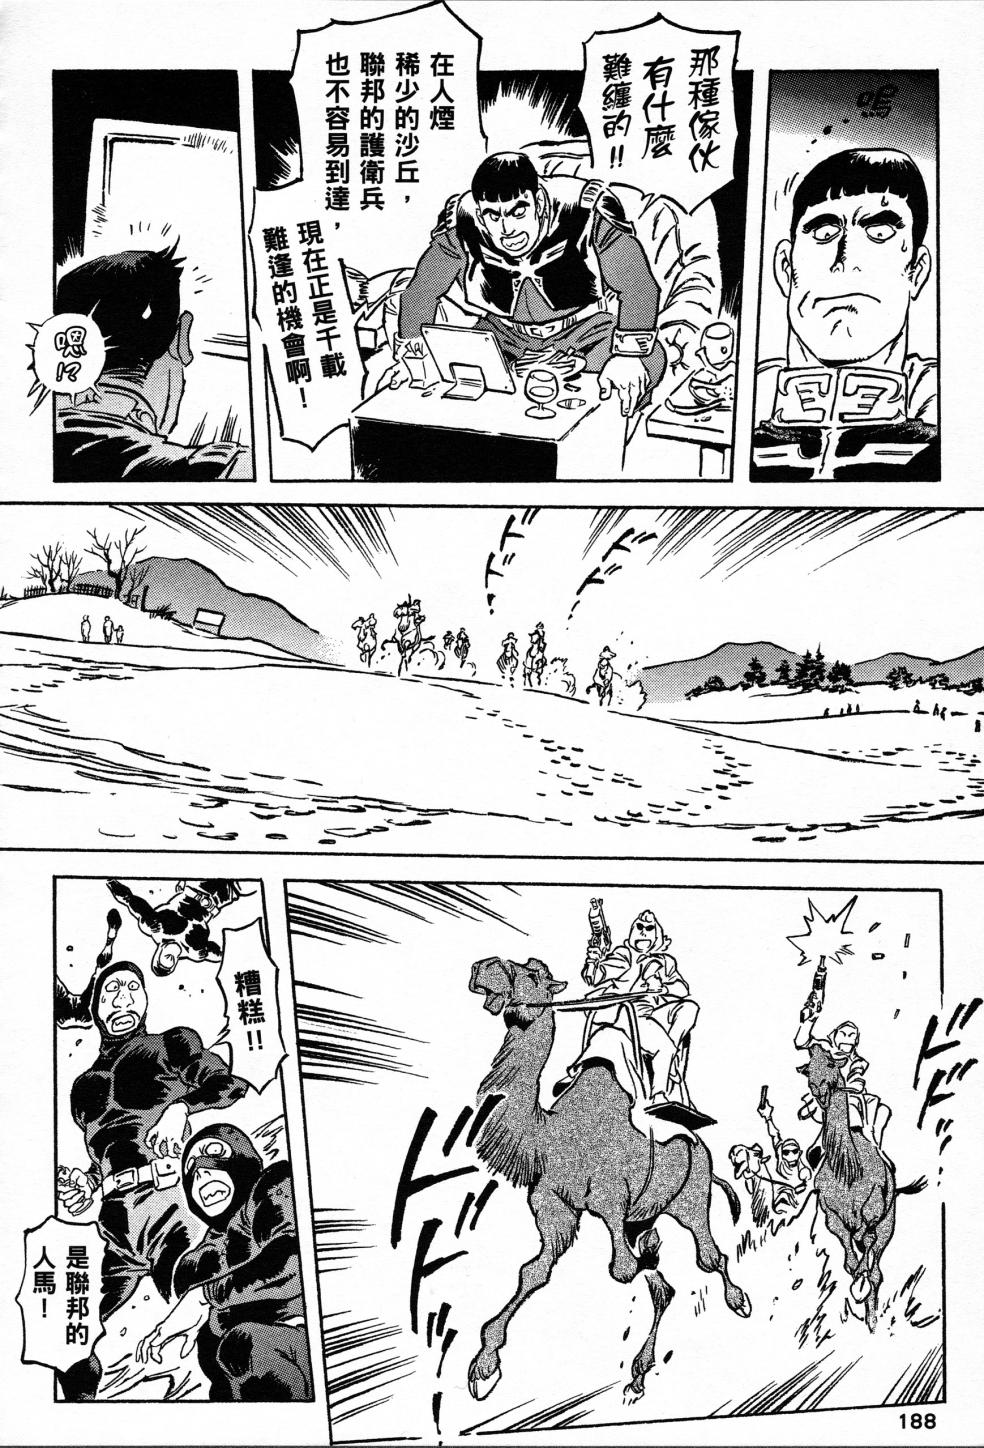 嗚
那種傢伙
有什麼
難纏的!!
在人煙
稀少的沙丘，
聯邦的護衛兵
也不容易到達，
現在正是千載
難逢的機會啊！
嗯!?
ドド
ドド
ドド
ドドド
糟糕!!
是聯邦的
人馬！
188